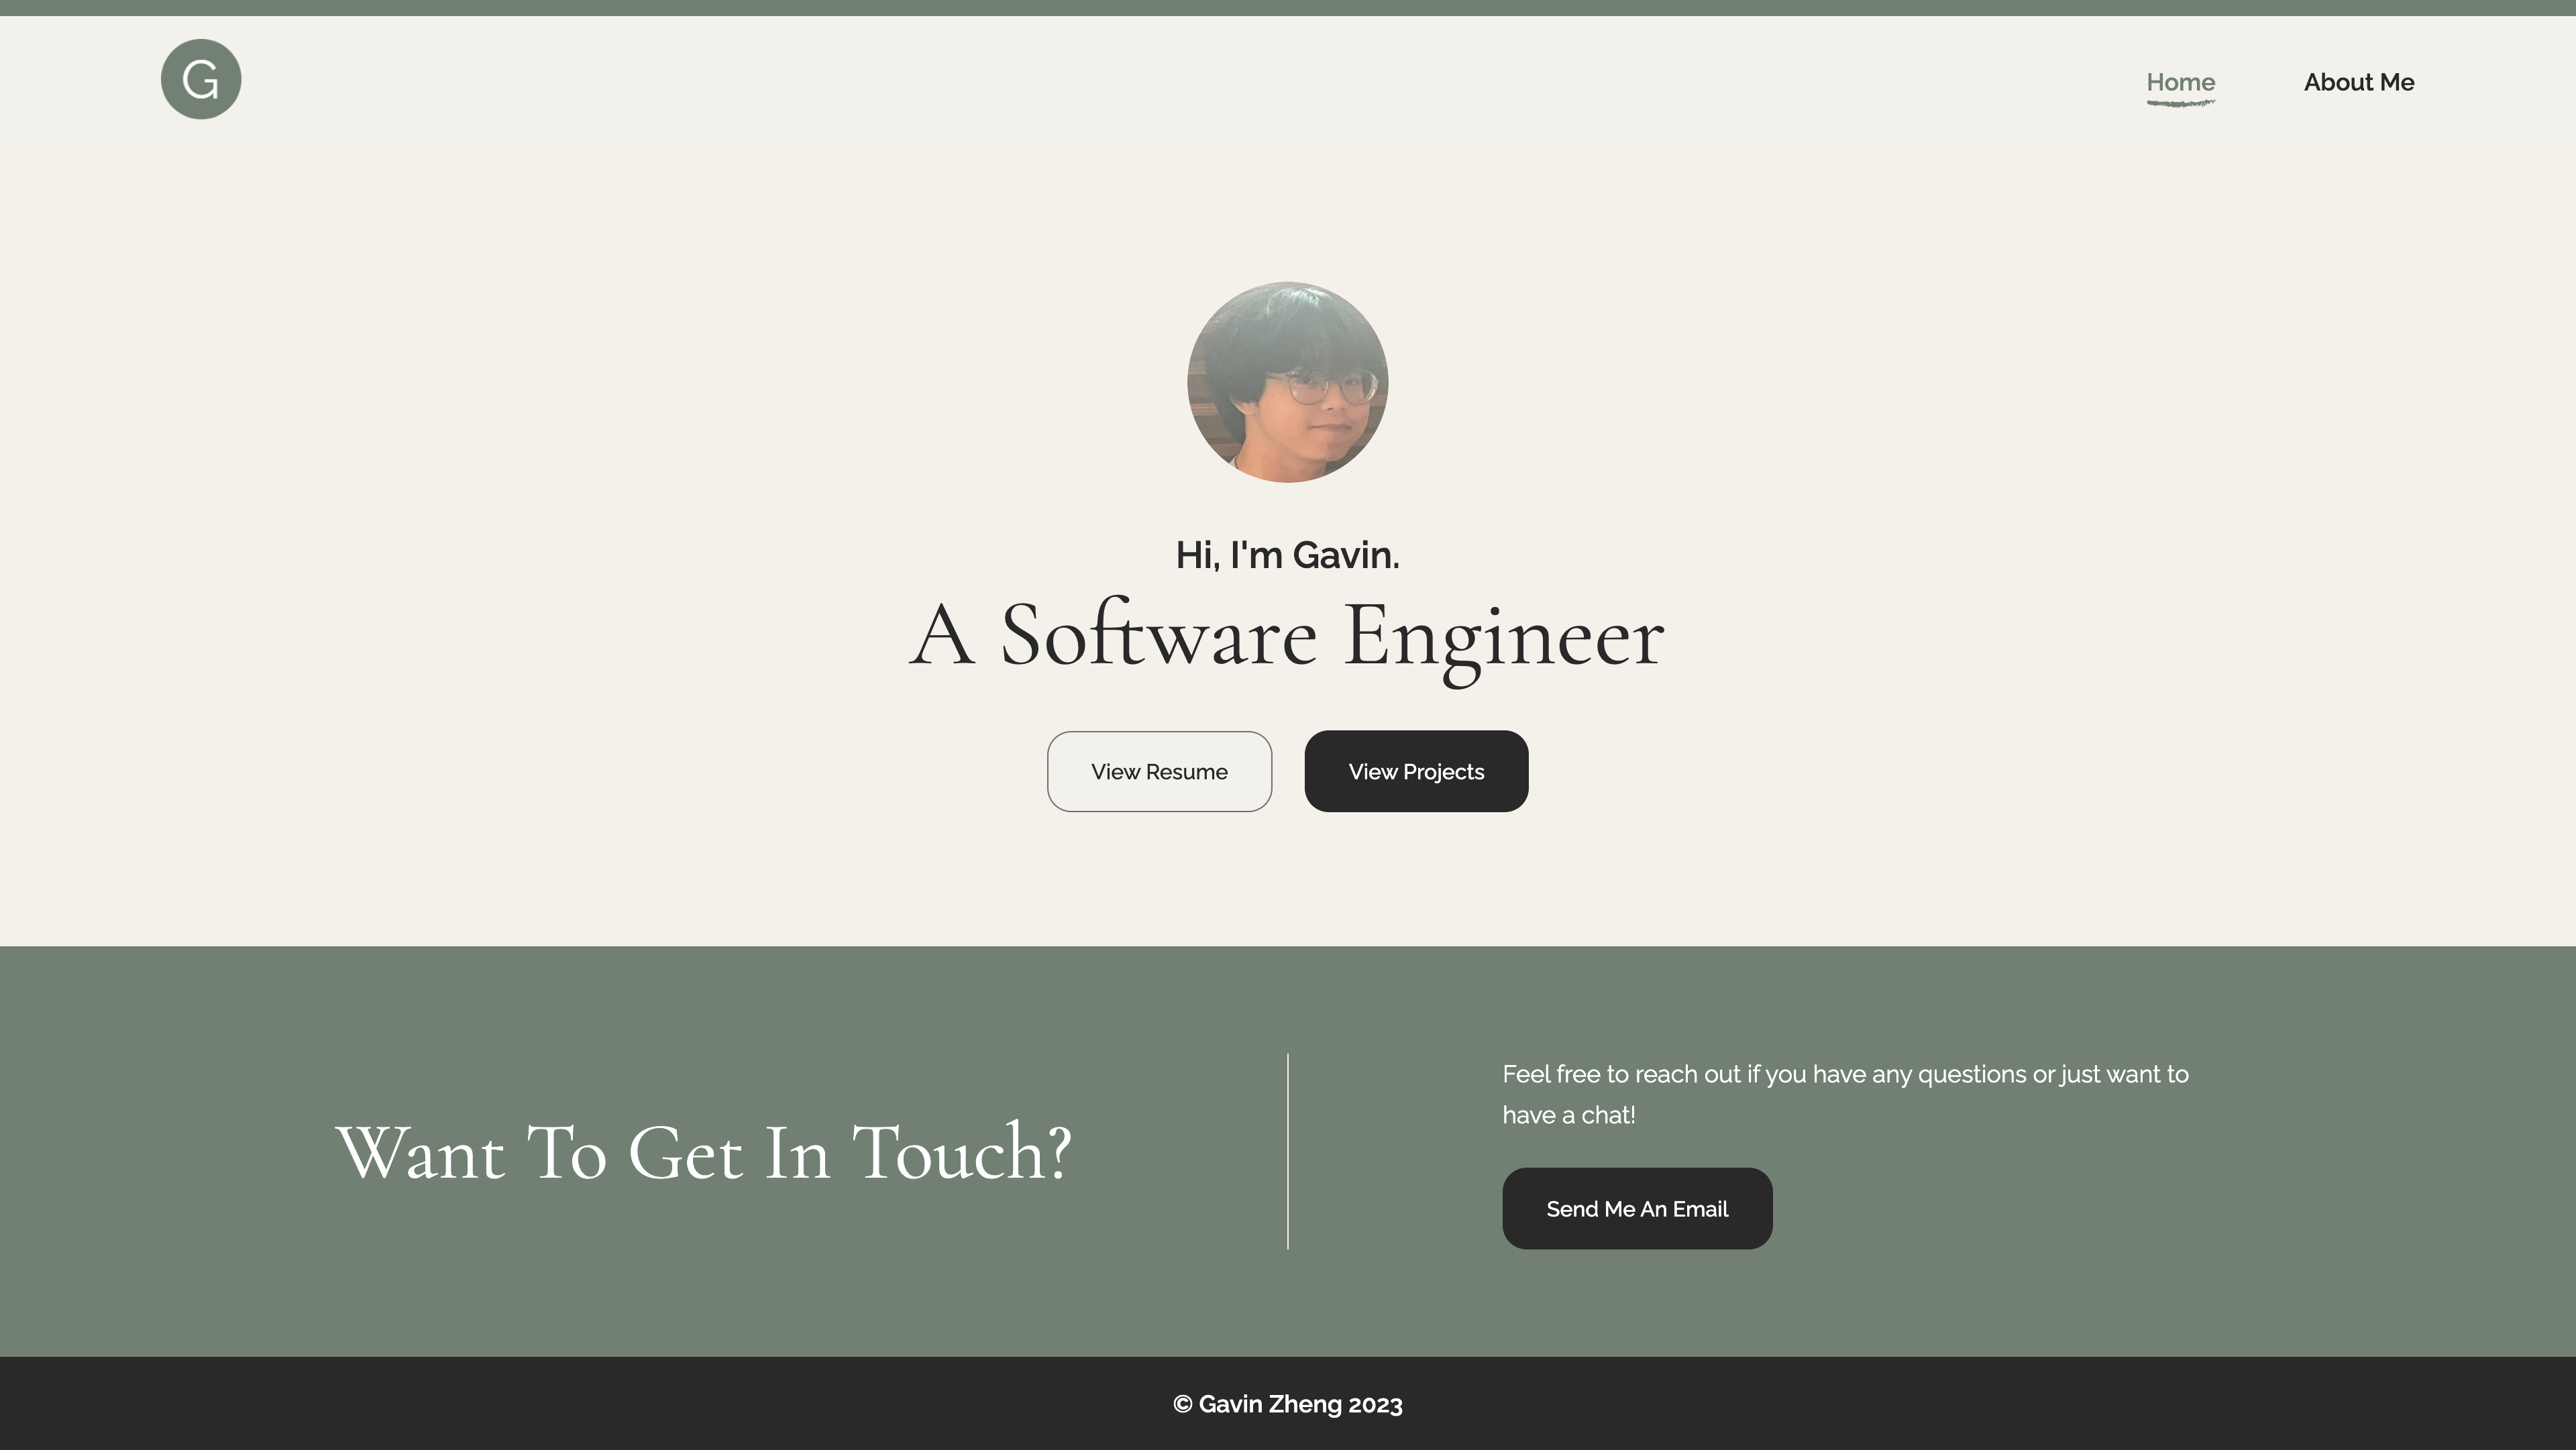 G
Home
About Me
Hi, I'm Gavin.
A Software Engineer
View Resume
View Projects
Want To Get In Touch?
Feel free to reach out if you have any questions or just want to
have a chat!
Send Me An Email
© Gavin Zheng 2023